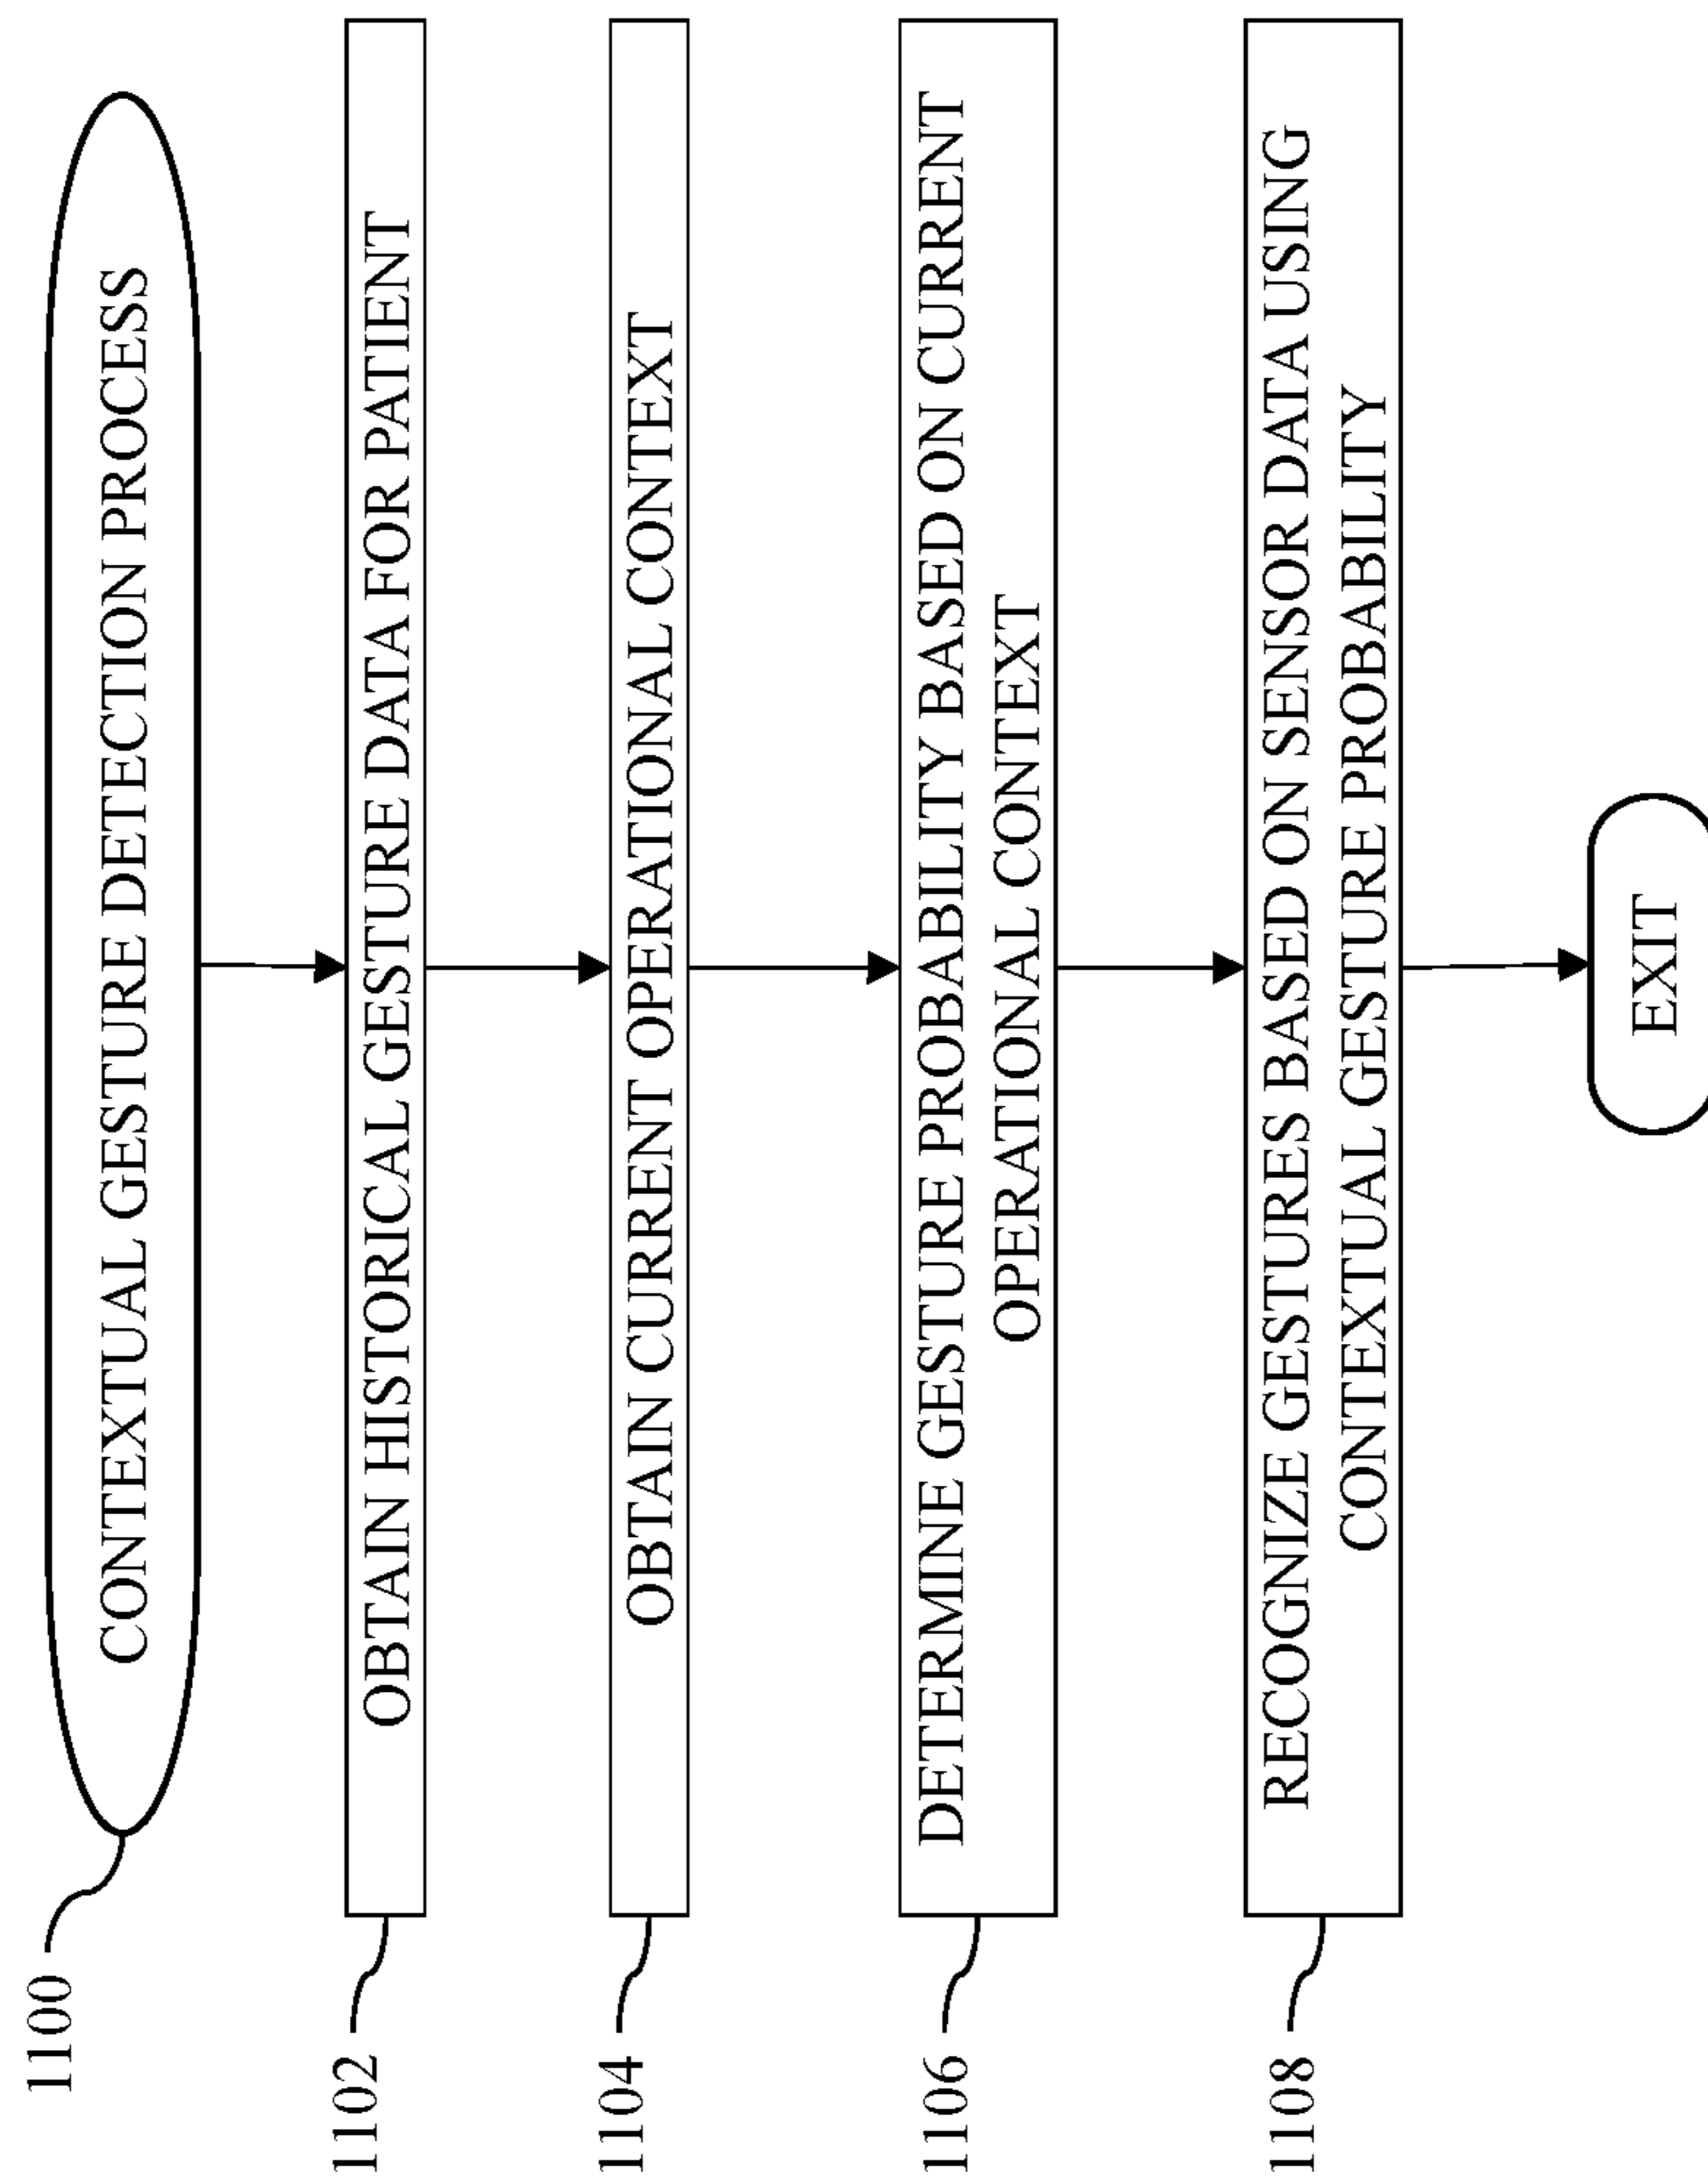 1100
CONTEXTUAL GESTURE DETECTION PROCESS
1102
OBTAIN HISTORICAL GESTURE DATA FOR PATIENT
1104
OBTAIN CURRENT OPERATIONAL CONTEXT
1106
DETERMINE GESTURE PROBABILITY BASED ON CURRENT
OPERATIONAL CONTEXT
1108
RECOGNIZE GESTURES BASED ON SENSOR DATA USING
CONTEXTUAL GESTURE PROBABILITY
EXIT